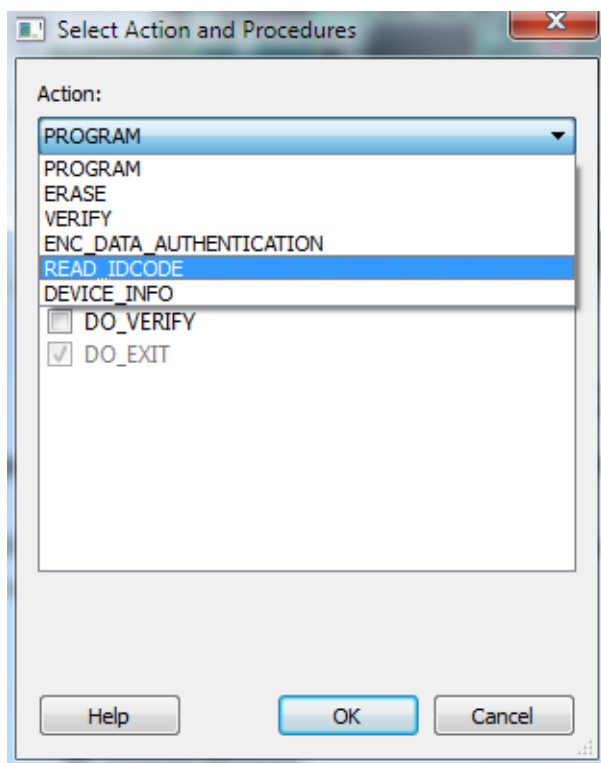 Select Action and Procedures
Action:
PROGRAM
PROGRAM
ERASE
VERIFY
ENC_DATA_AUTHENTICATION
READ_IDCODE
DEVICE_INFO
DO_VERIFY
DO_EXIT
Help OK Cancel